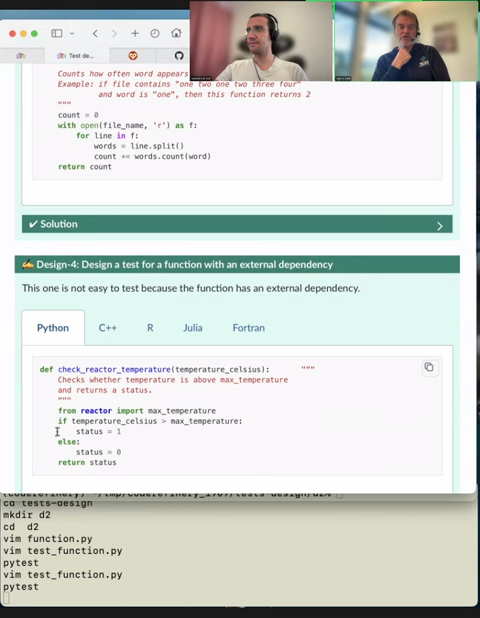 Test de...
Counts how often word appears
Example: if file contains "one two one two three four"
and word is "one", then this function returns 2
"""
count = 0
with open(file_name, 'r') as f:
for line in f:
words = line.split()
count += words.count(word)
return count
✔ Solution
✍ Design-4: Design a test for a function with an external dependency
This one is not easy to test because the function has an external dependency.
Python C++ R Julia Fortran
def check_reactor_temperature(temperature_celsius): """
Checks whether temperature is above max_temperature
and returns a status.
"""
from reactor import max_temperature
if temperature_celsius > max_temperature:
status = 1
else:
status = 0
return status
cd tests-design
mkdir d2
cd d2
vim function.py
vim test_function.py
pytest
vim test_function.py
pytest